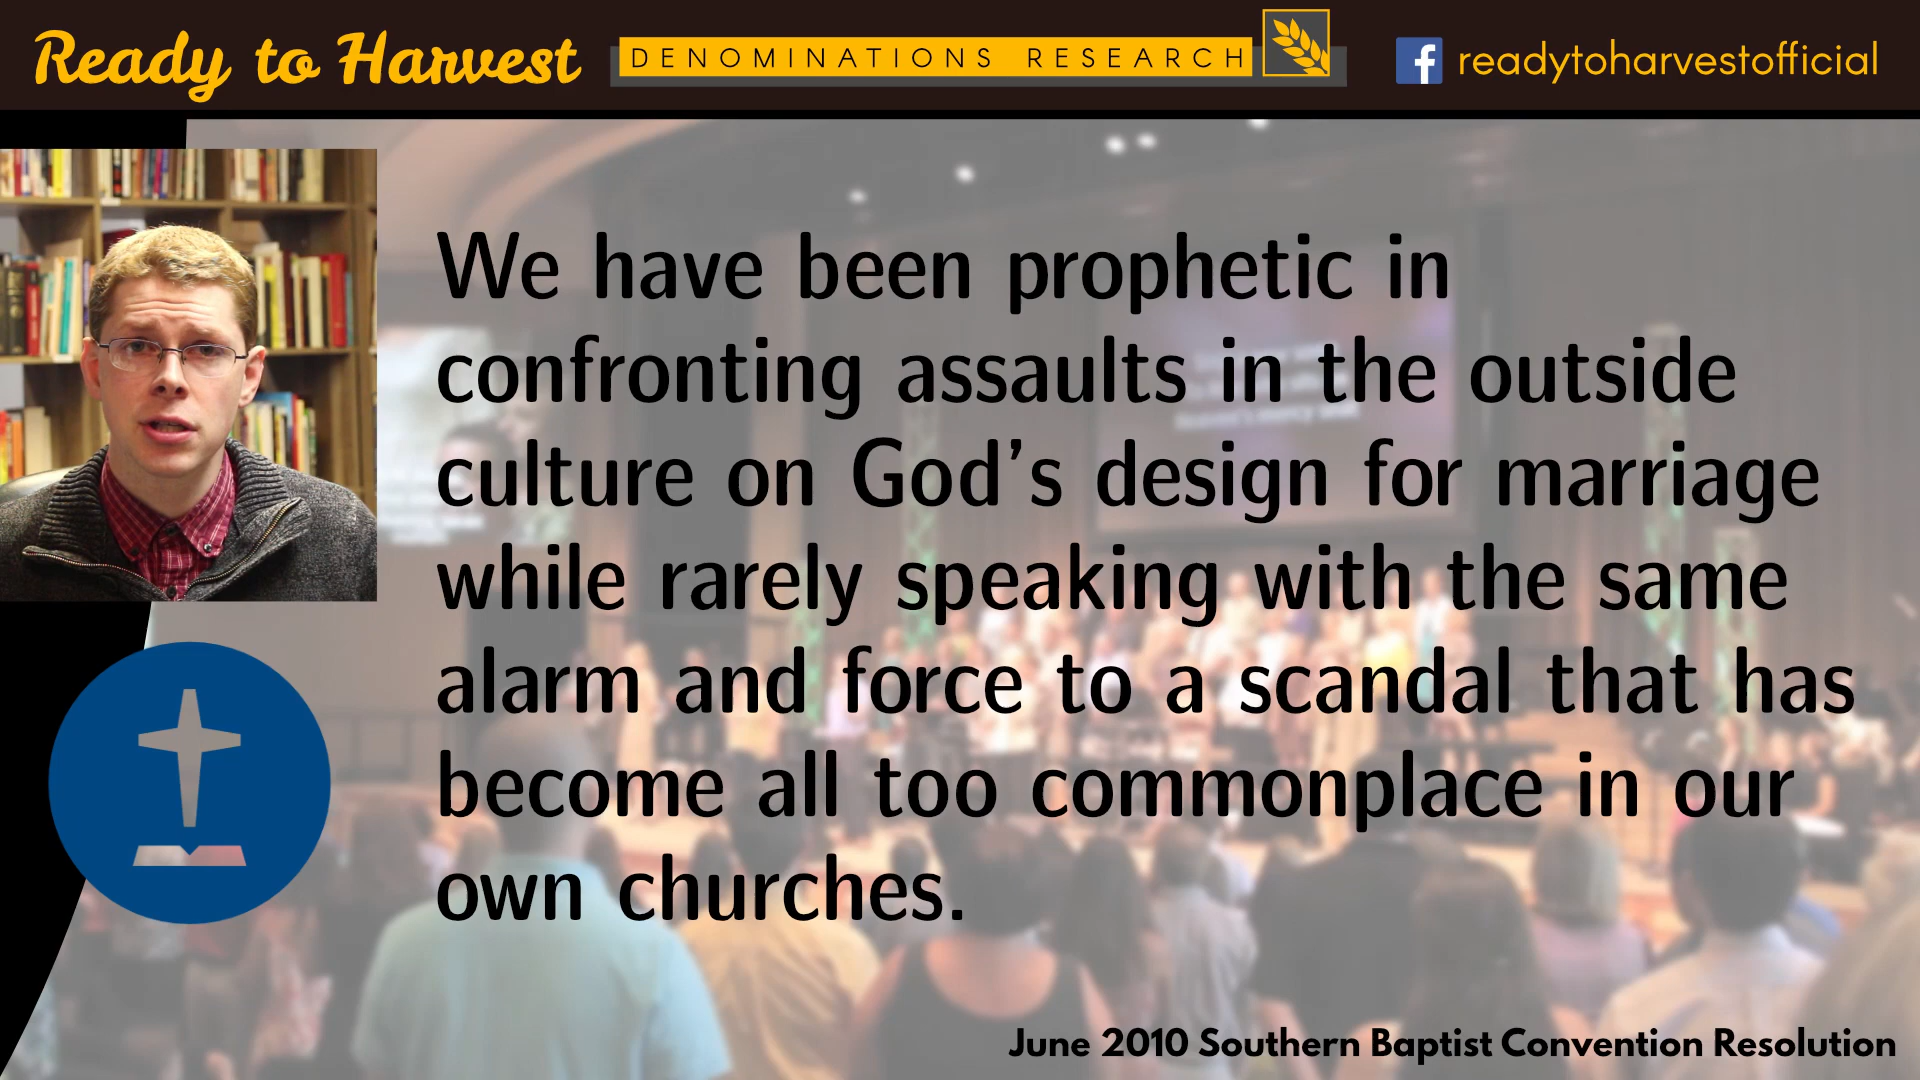 Ready to Harvest
DENOMINATIONS RESEARCH
readytoharvestofficial
We have been prophetic in
confronting assaults in the outside
culture on God's design for marriage
while rarely speaking with the same
alarm and force to a scandal that has
become all too commonplace in our
own churches.
June 2010 Southern Baptist Convention Resolution